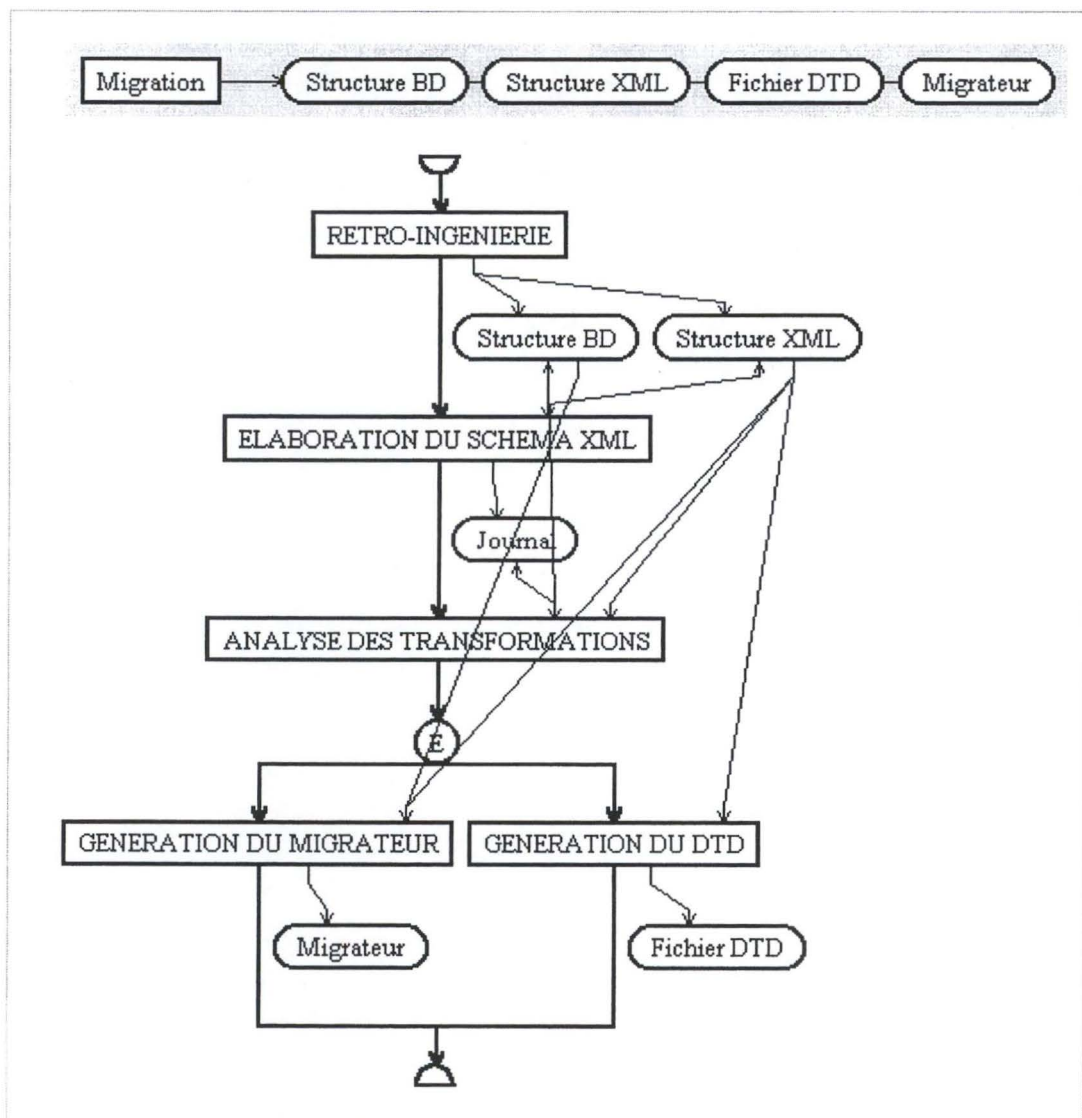 Migration Structure BD Structure XML Fichier DTD Migrateur
RETRO-INGENIERIE
Structure BD Structure XML
ELABORATION DU SCHEMA XML
Journal
ANALYSE DES TRANSFORMATIONS
E
GENERATION DU MIGRATEUR GENERATION DU DTD
Migrateur Fichier DTD